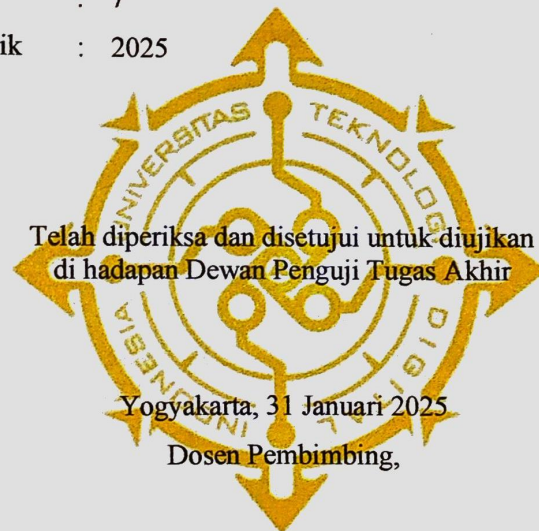 : 7
ik : 2025
UNIVERSITAS TEKNOLOGI DIGITAL INDONESIA
Telah diperiksa dan disetujui untuk diujikan
di hadapan Dewan Penguji Tugas Akhir
Yogyakarta, 31 Januari 2025
Dosen Pembimbing,